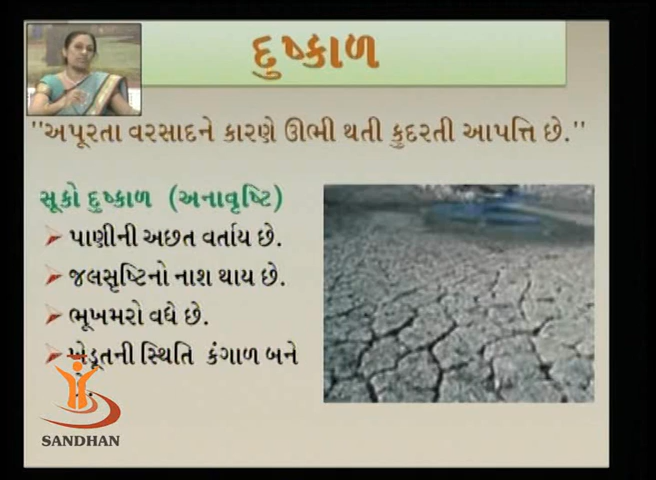 દુષ્કાળ
"અપૂરતા વરસાદને કારણે ઊભી થતી કુદરતી આપત્તિ છે."
સૂકો દુષ્કાળ (અનાવૃષ્ટિ)
પાણીની અછત વર્તાય છે.
જલસૃષ્ટિનો નાશ થાય છે.
ભૂખમરો વધે છે.
ખેડૂતની સ્થિતિ કંગાળ બને
SANDHAN